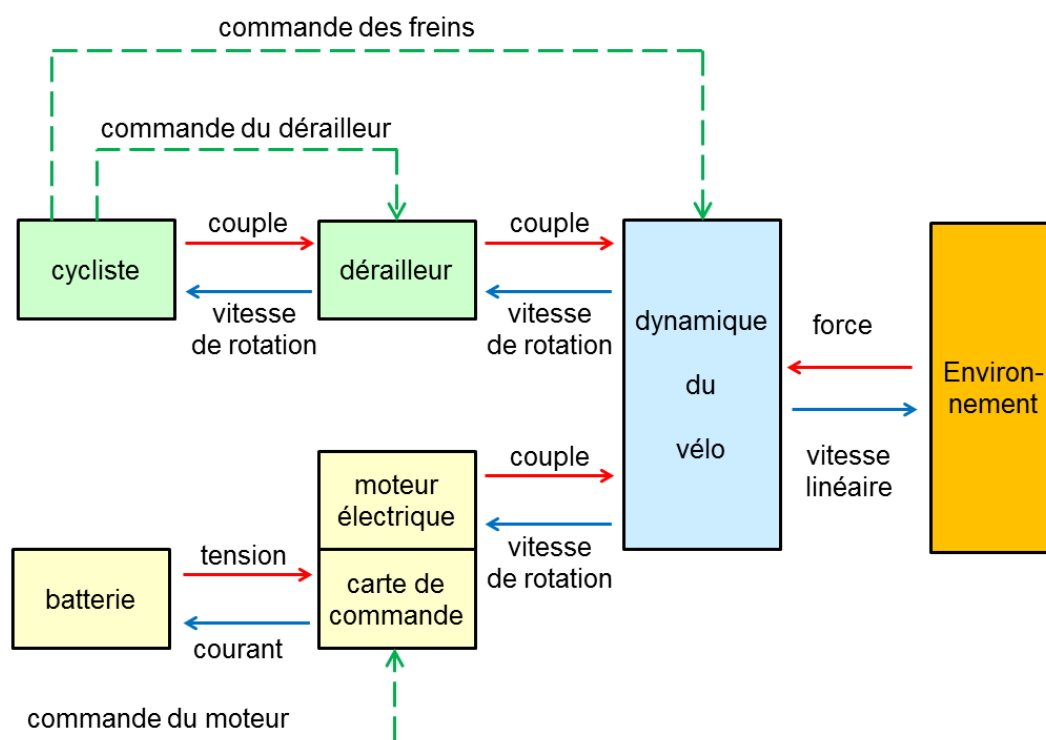 commande des freins
commande du dérailleur
cycliste
couple
vitesse
de rotation
dérailleur
couple
vitesse
de rotation
dynamique
du
vélo
force
vitesse
linéaire
Environ-
nement
batterie
tension
courant
moteur
électrique
carte de
commande
couple
vitesse
de rotation
commande du moteur